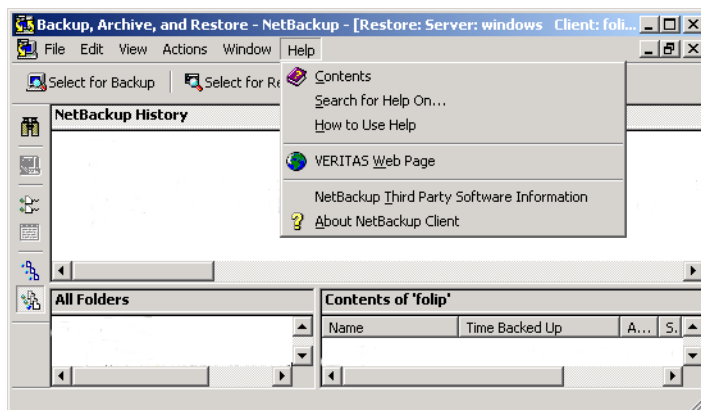 Backup, Archive, and Restore - NetBackup - [Restore: Server: windows Client: foli...
File Edit View Actions Window Help
Select for Backup Select for Re
Contents
Search for Help On...
How to Use Help
VERITAS Web Page
NetBackup Third Party Software Information
About NetBackup Client
NetBackup History
All Folders
Contents of 'folip'
Name Time Backed Up A... S.